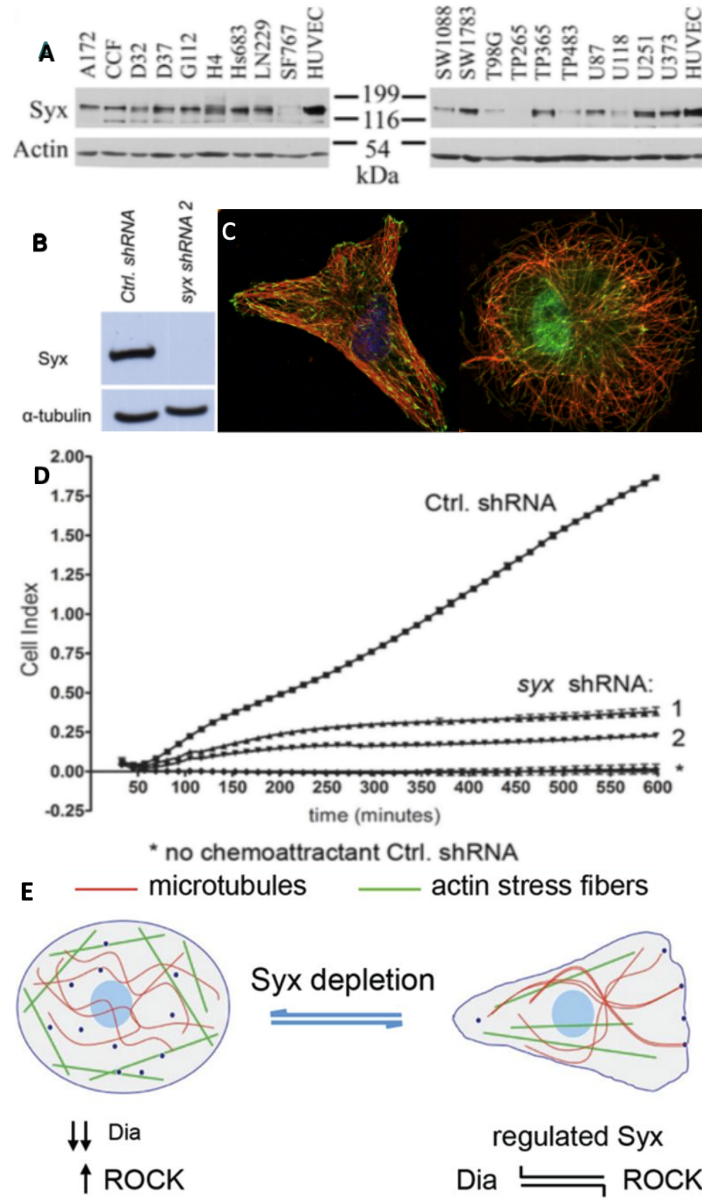 A
A172 CCF D32 D37 G112 H4 Hs683 LN229 SF767 HUVEC
SW1088 SW1783 T98G TP265 TP365 TP483 U87 U118 U251 U373 HUVEC
Syx
199
116
Actin
54
kDa
B
Ctrl. shRNA
syx shRNA 2
Syx
α-tubulin
C
D
2.00
1.75
1.50
1.25
1.00
0.75
0.50
0.25
0.00
-0.25
Cell Index
Ctrl. shRNA
syx shRNA:
1
2
*
50 100 150 200 250 300 350 400 450 500 550 600
time (minutes)
* no chemoattractant Ctrl. shRNA
E
microtubules
actin stress fibers
Syx depletion
Dia
ROCK
regulated Syx
Dia ROCK